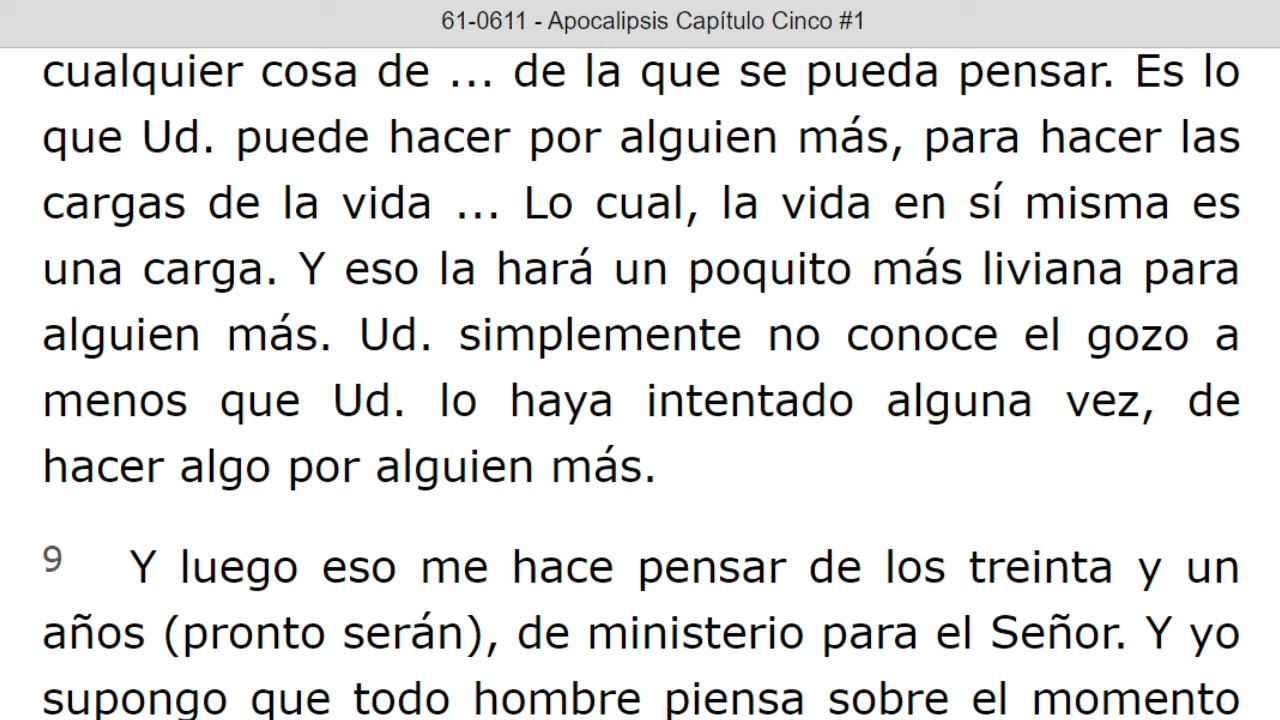 61-0611 - Apocalipsis Capítulo Cinco #1
cualquier cosa de ... de la que se pueda pensar. Es lo
que Ud. puede hacer por alguien más, para hacer las
cargas de la vida ... Lo cual, la vida en sí misma es
una carga. Y eso la hará un poquito más liviana para
alguien más. Ud. simplemente no conoce el gozo a
menos que Ud. lo haya intentado alguna vez, de
hacer algo por alguien más.
9 Y luego eso me hace pensar de los treinta y un
años (pronto serán), de ministerio para el Señor. Y yo
supongo que todo hombre piensa sobre el momento